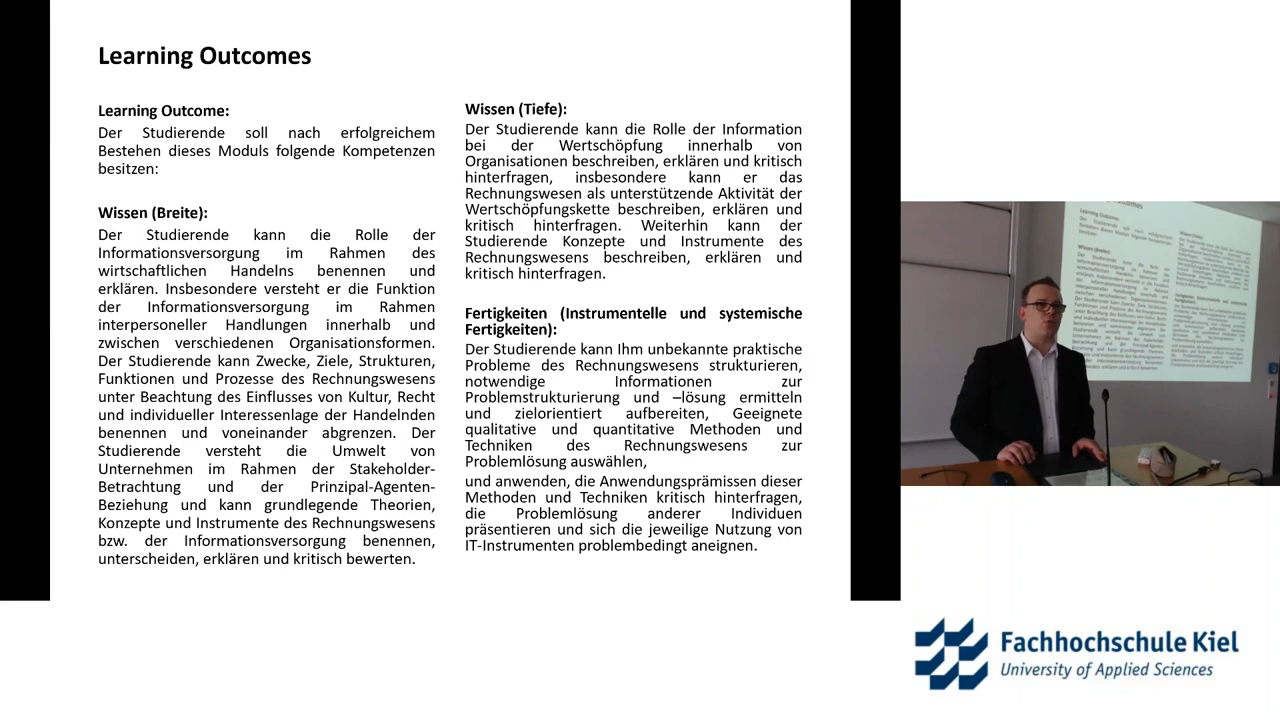 Learning Outcomes
Learning Outcome:
Der Studierende soll nach erfolgreichem
Bestehen dieses Moduls folgende Kompetenzen
besitzen:
Wissen (Breite):
Der Studierende kann die Rolle der
Informationsversorgung im Rahmen des
wirtschaftlichen Handelns benennen und
erklären. Insbesondere versteht er die Funktion
der Informationsversorgung im Rahmen
interpersoneller Handlungen innerhalb und
zwischen verschiedenen Organisationsformen.
Der Studierende kann Zwecke, Ziele, Strukturen,
Funktionen und Prozesse des Rechnungswesens
unter Beachtung des Einflusses von Kultur, Recht
und individueller Interessenlage der Handelnden
benennen und voneinander abgrenzen. Der
Studierende versteht die Umwelt von
Unternehmen im Rahmen der Stakeholder-
Betrachtung und der Prinzipal-Agenten-
Beziehung und kann grundlegende Theorien,
Konzepte und Instrumente des Rechnungswesens
bzw. der Informationsversorgung benennen,
unterscheiden, erklären und kritisch bewerten.
Wissen (Tiefe):
Der Studierende kann die Rolle der Information
bei der Wertschöpfung innerhalb von
Organisationen beschreiben, erklären und kritisch
hinterfragen, insbesondere kann er das
Rechnungswesen als unterstützende Aktivität der
Wertschöpfungskette beschreiben, erklären und
kritisch hinterfragen. Weiterhin kann der
Studierende Konzepte und Instrumente des
Rechnungswesens beschreiben, erklären und
kritisch hinterfragen.
Fertigkeiten (Instrumentelle und systemische
Fertigkeiten):
Der Studierende kann Ihm unbekannte praktische
Probleme des Rechnungswesens strukturieren,
notwendige Informationen zur
Problemstrukturierung und –lösung ermitteln
und zielorientiert aufbereiten, Geeignete
qualitative und quantitative Methoden und
Techniken des Rechnungswesens zur
Problemlösung auswählen,
und anwenden, die Anwendungsprämissen dieser
Methoden und Techniken kritisch hinterfragen,
die Problemlösung anderer Individuen
präsentieren und sich die jeweilige Nutzung von
IT-Instrumenten problembedingt aneignen.
Fachhochschule Kiel
University of Applied Sciences